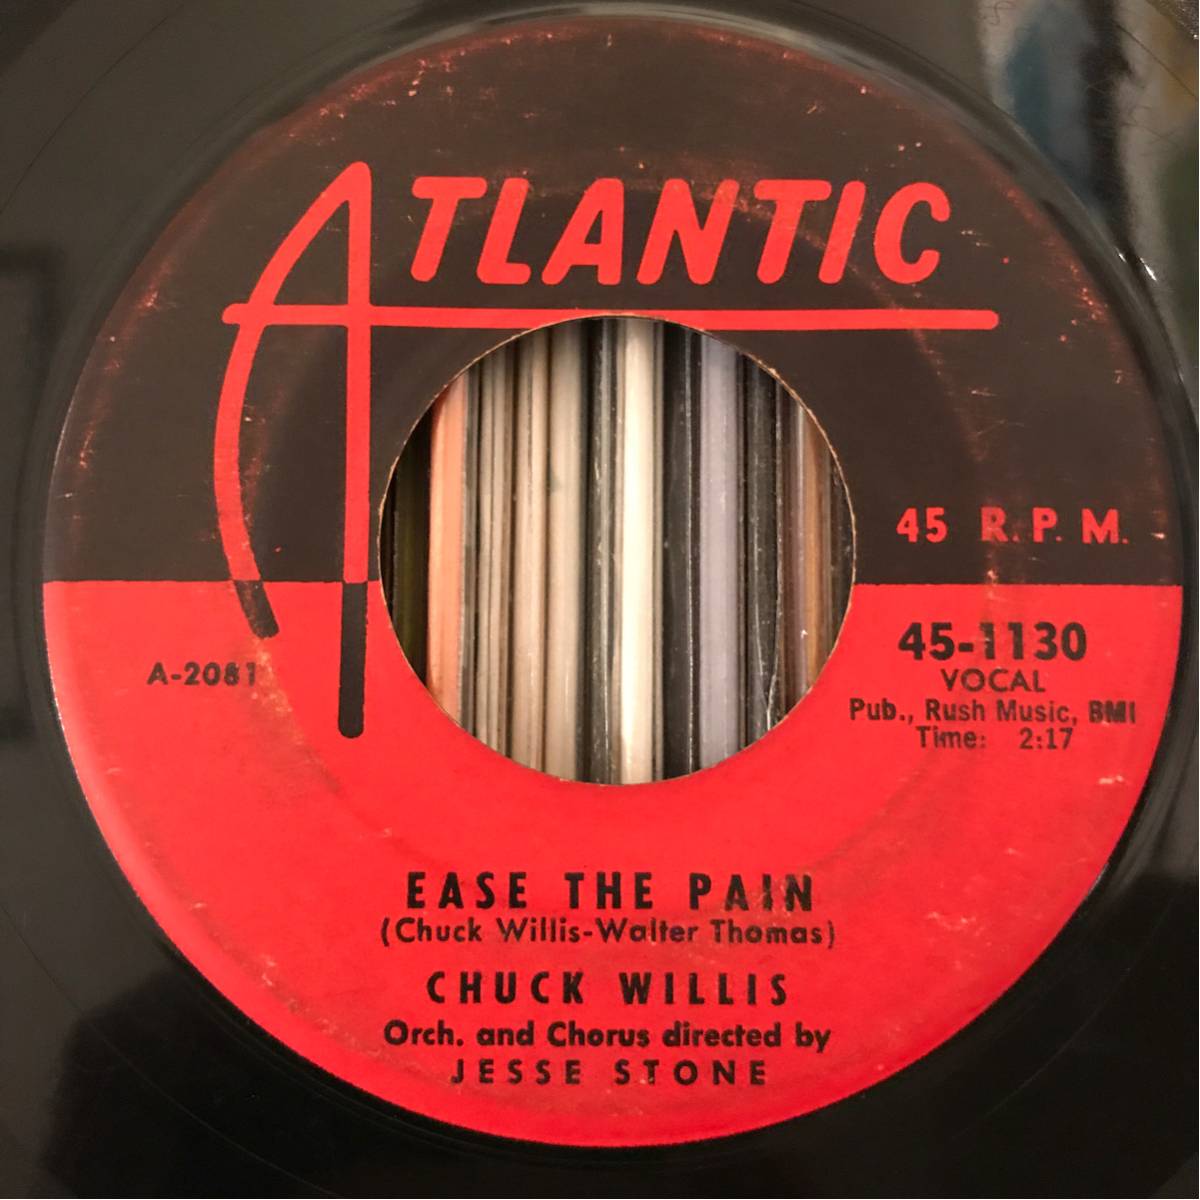 ATLANTIC
45 R.P.M.
45-1130
VOCAL
Pub., Rush Music, BMI
Time: 2:17
A-2081
EASE THE PAIN
(Chuck Willis-Walter Thomas)
CHUCK WILLIS
Orch. and Chorus directed by
JESSE STONE